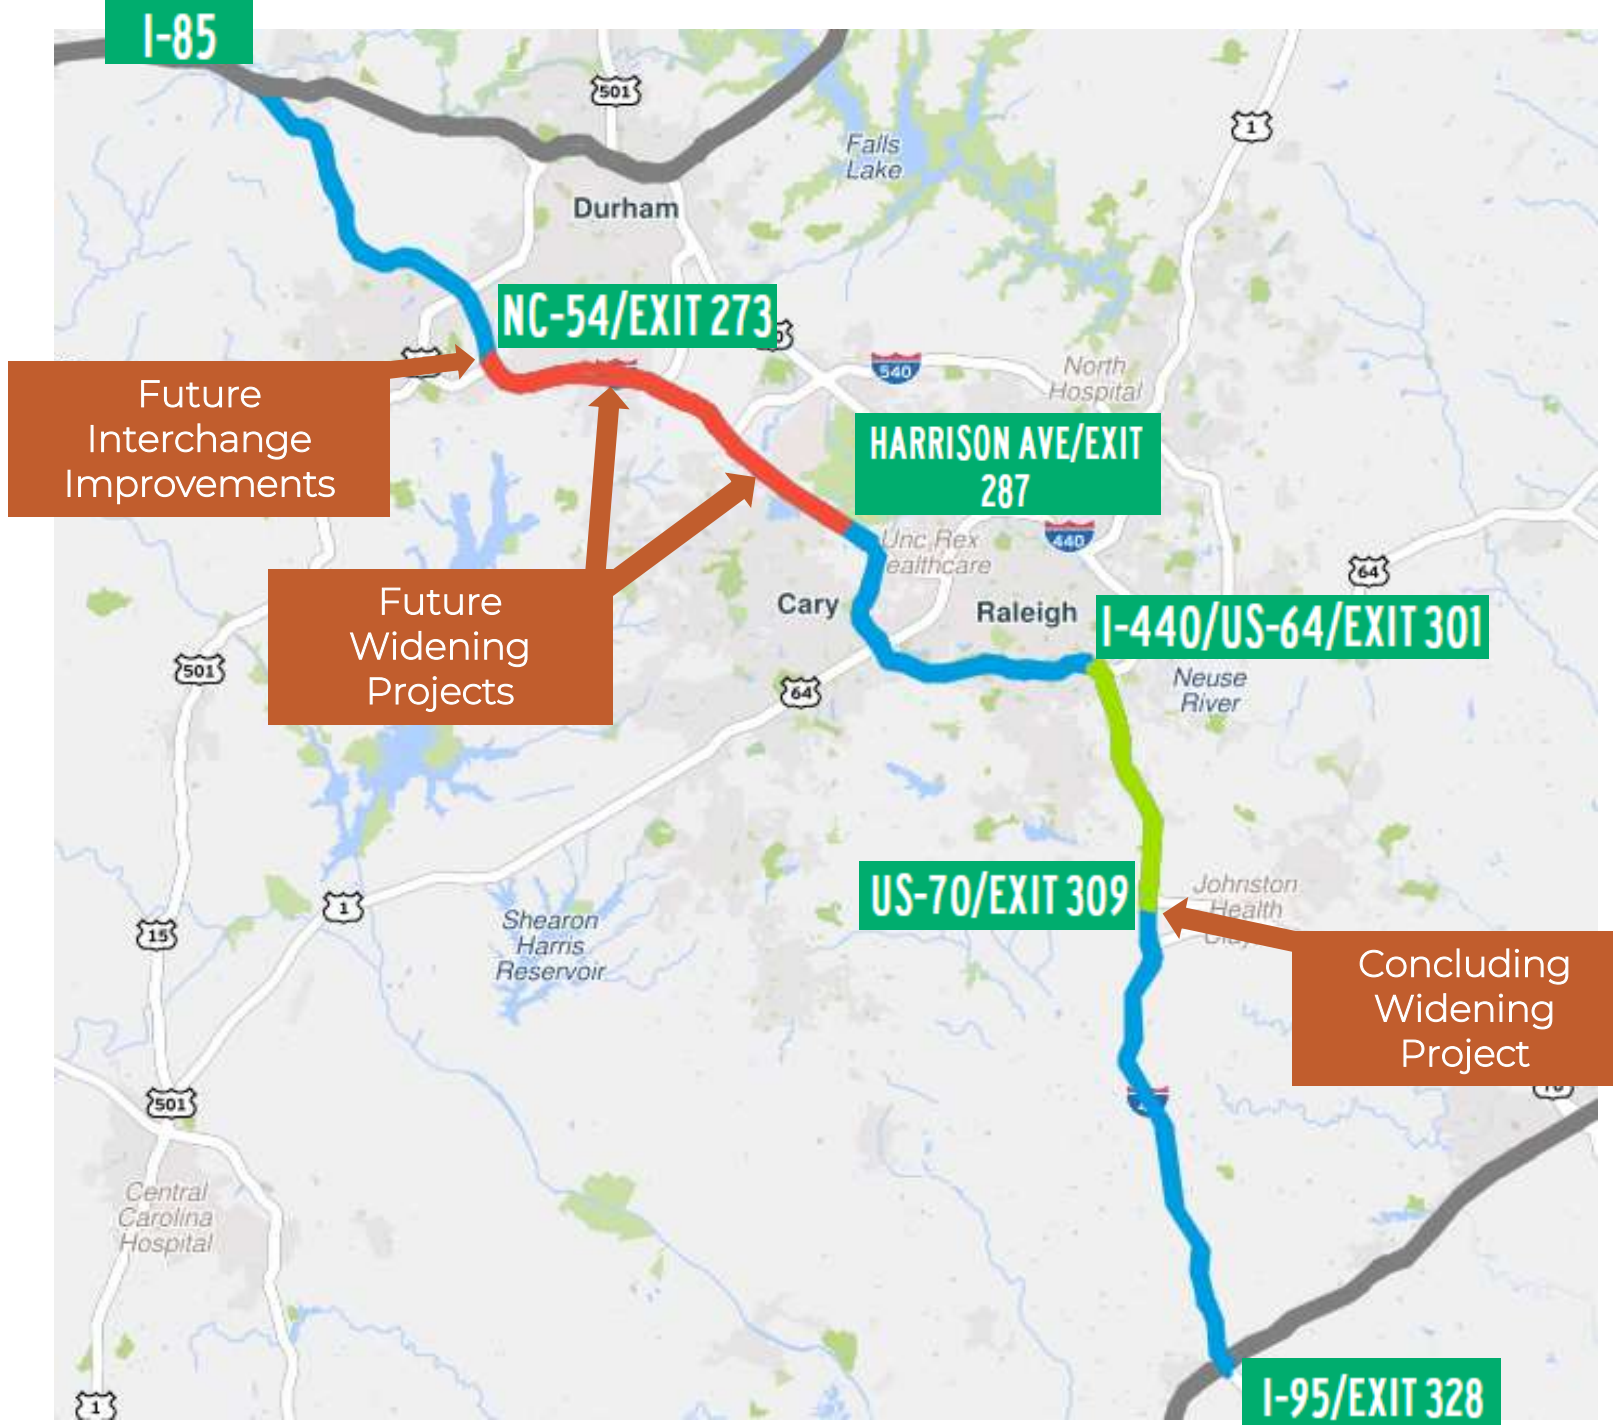 I-85
501
1
Falls
Lake
Durham
NC-54/EXIT 273
540
North
Hospital
Future
Interchange
Improvements
HARRISON AVE/EXIT
287
440
Unc Rex
ealthcare
64
Future
Widening
Projects
Cary
Raleigh
I-440/US-64/EXIT 301
501
64
Neuse
River
US-70/EXIT 309
Johnston
Health
1
15
Shearon
Harris
Reservoir
Concluding
Widening
Project
501
Central
Carolina
Hospital
1
I-95/EXIT 328